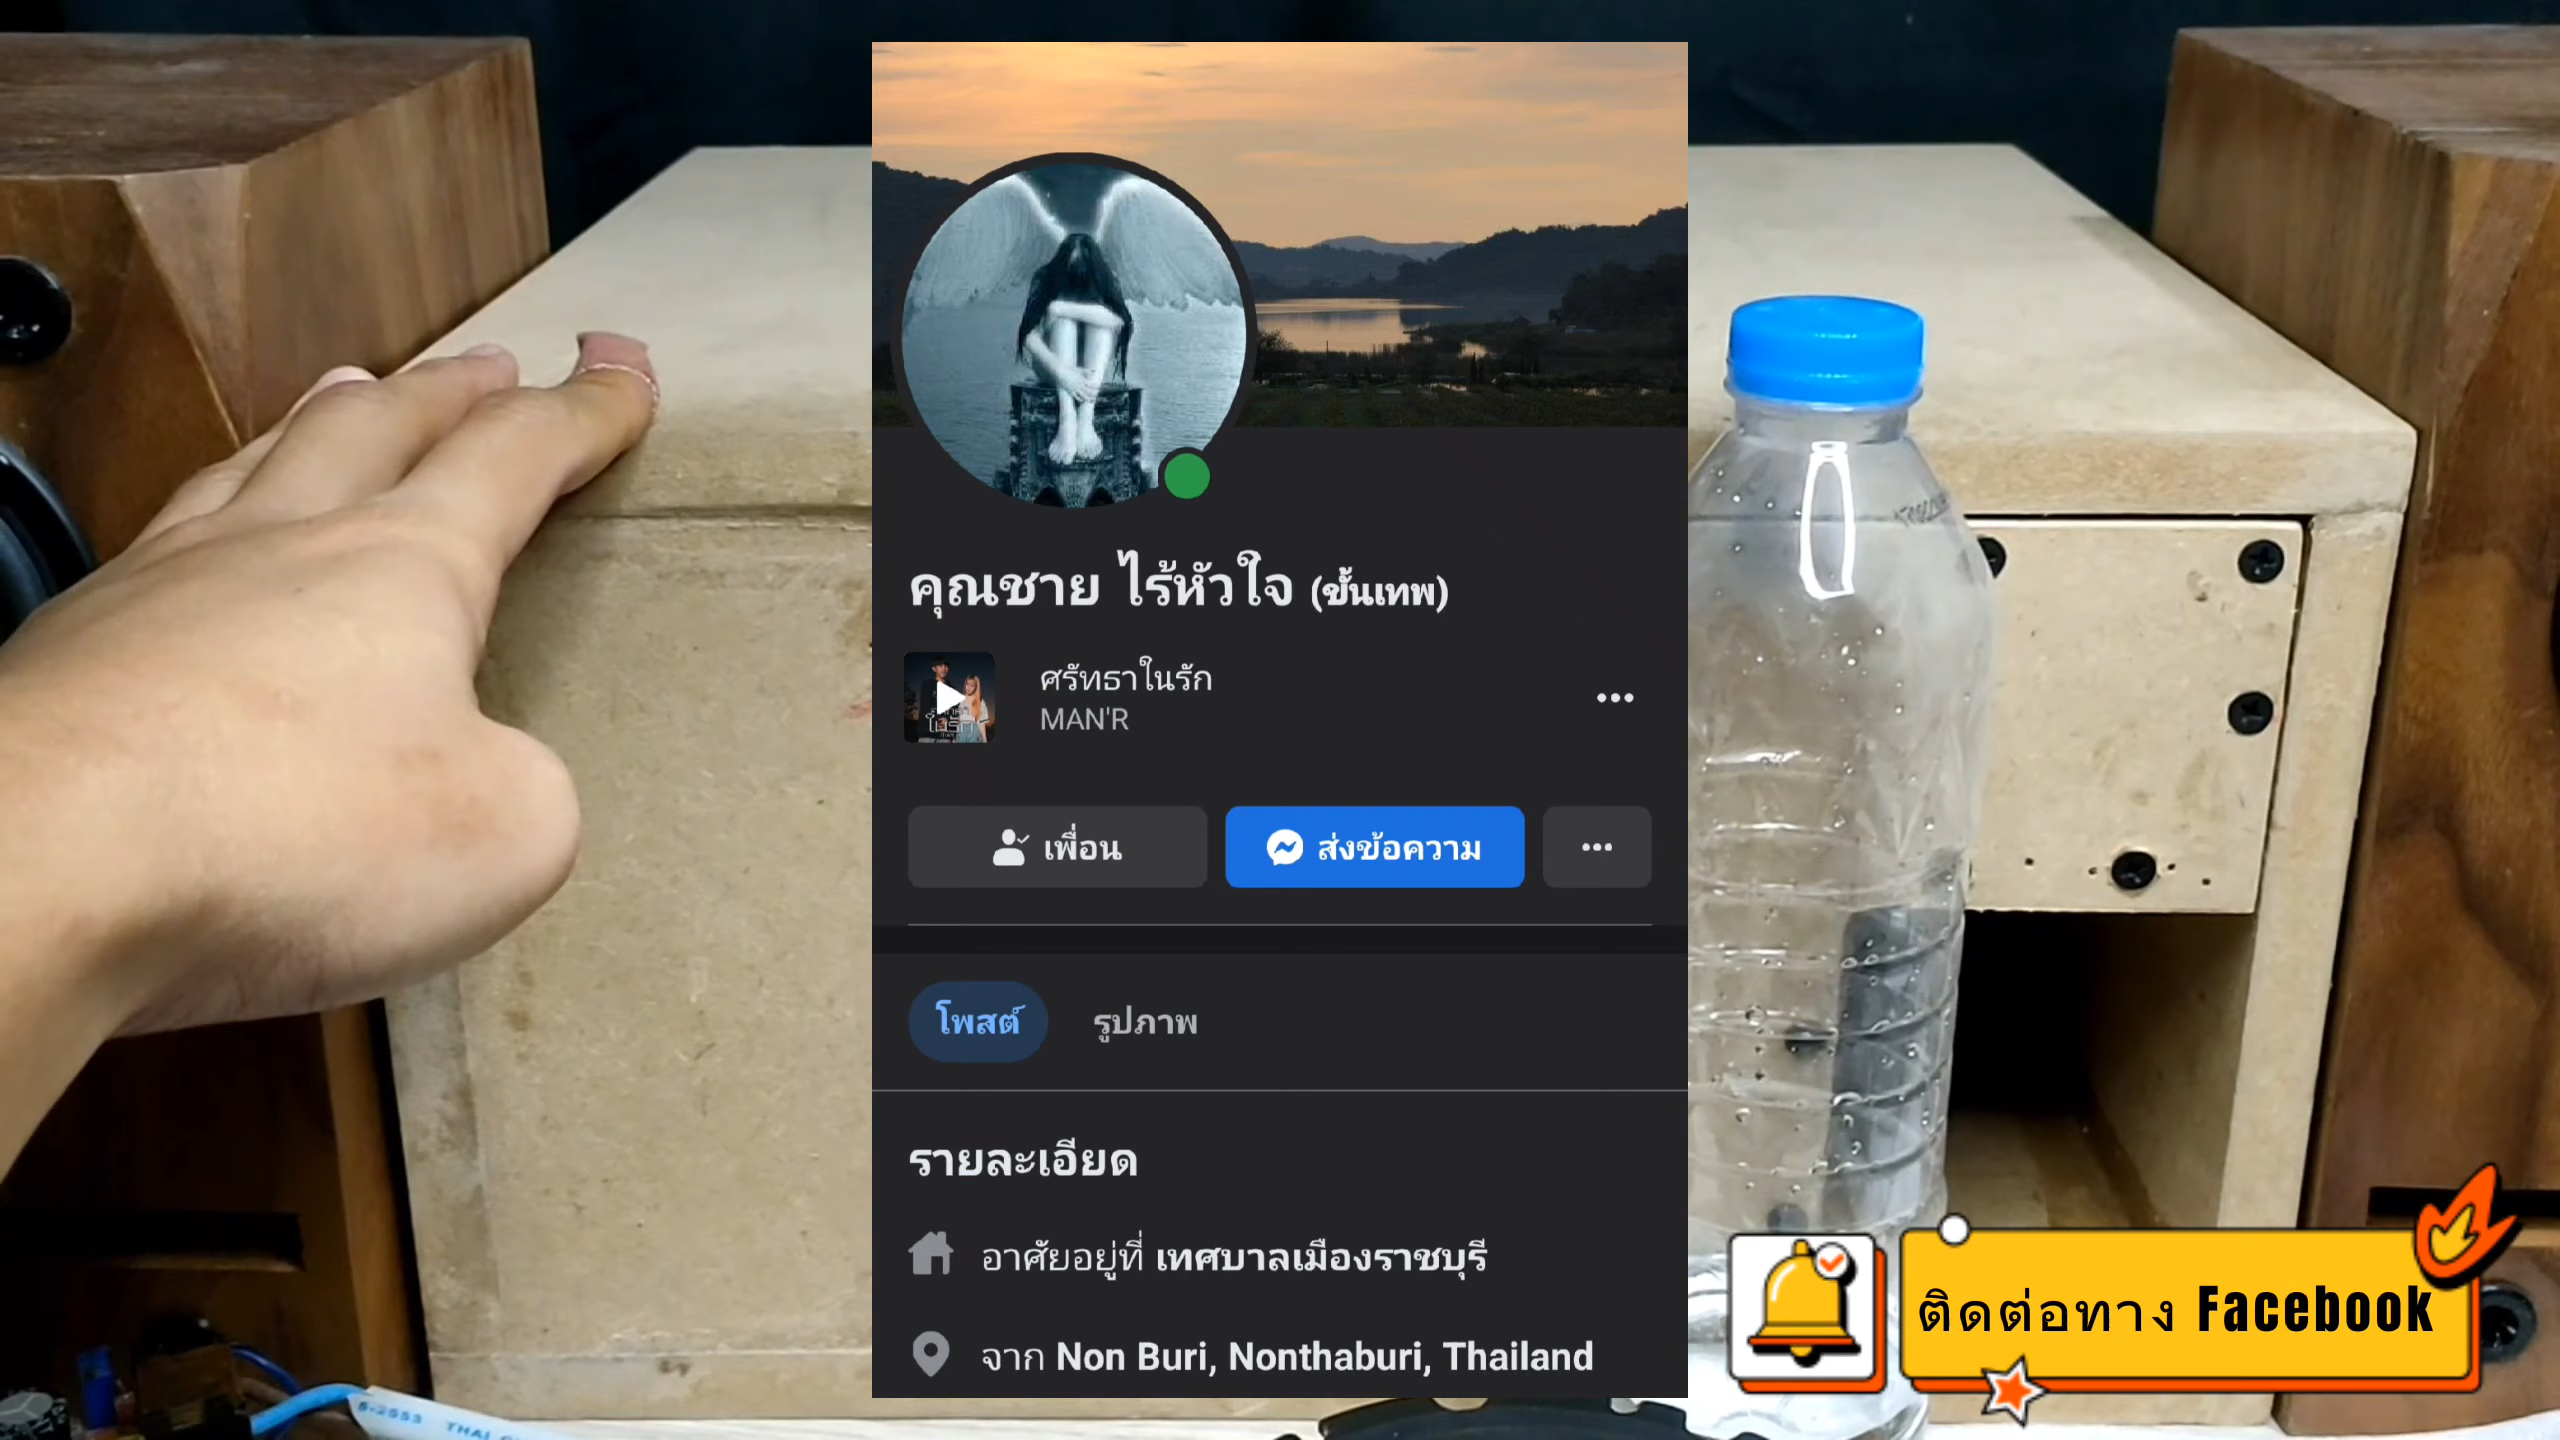 คุณชาย ไร้หัวใจ (ขั้นเทพ)
ศรัทธาในรัก
MAN'R
เพื่อน
ส่งข้อความ
โพสต์
รูปภาพ
รายละเอียด
อาศัยอยู่ที่ เทศบาลเมืองราชบุรี
จาก Non Buri, Nonthaburi, Thailand
ติดต่อทาง Facebook